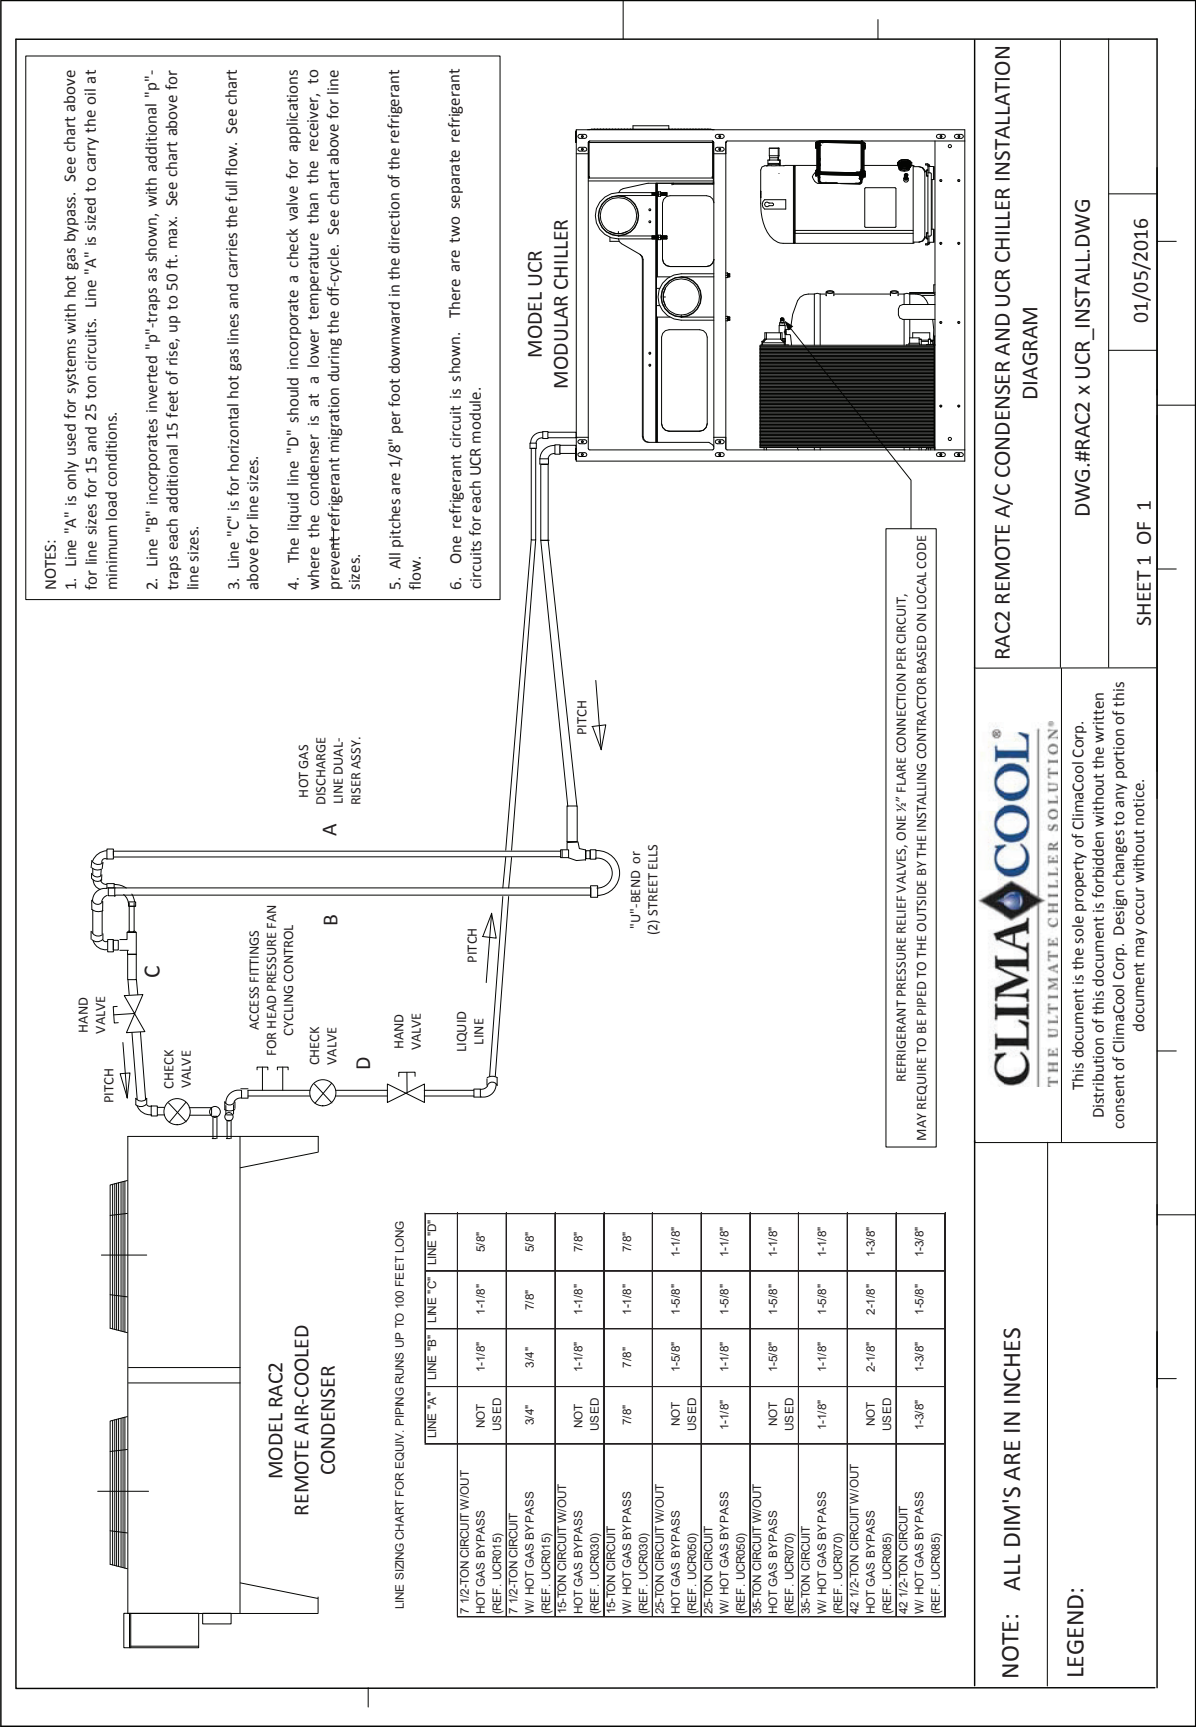 NOTES:
1. Line "A" is only used for systems with hot gas bypass. See chart above
for line sizes for 15 and 25 ton circuits. Line "A" is sized to carry the oil at
minimum load conditions.
2. Line "B" incorporates inverted "p"-traps as shown, with additional "p"-
traps each additional 15 feet of rise, up to 50 ft. max. See chart above for
line sizes.
3. Line "C" is for horizontal hot gas lines and carries the full flow. See chart
above for line sizes.
4. The liquid line "D" should incorporate a check valve for applications
where the condenser is at a lower temperature than the receiver, to
prevent refrigerant migration during the off-cycle. See chart above for line
sizes.
5. All pitches are 1/8" per foot downward in the direction of the refrigerant
flow.
6. One refrigerant circuit is shown. There are two separate refrigerant
circuits for each UCR module.
HAND
VALVE
PITCH
CHECK
VALVE
C
ACCESS FITTINGS
FOR HEAD PRESSURE FAN
CYCLING CONTROL
CHECK
VALVE
D
HAND
VALVE
LIQUID
LINE
PITCH
B
A
HOT GAS
DISCHARGE
LINE DUAL-
RISER ASSY.
"U"-BEND or
(2) STREET ELLS
PITCH
MODEL UCR
MODULAR CHILLER
MODEL RAC2
REMOTE AIR-COOLED
CONDENSER
REFRIGERANT PRESSURE RELIEF VALVES, ONE ½" FLARE CONNECTION PER CIRCUIT,
MAY REQUIRE TO BE PIPED TO THE OUTSIDE BY THE INSTALLING CONTRACTOR BASED ON LOCAL CODE
LINE SIZING CHART FOR EQUIV. PIPING RUNS UP TO 100 FEET LONG
LINE "A" LINE "B" LINE "C" LINE "D"
7 1/2-TON CIRCUIT W/OUT
HOT GAS BYPASS
(REF. UCR015)
NOT
USED
1-1/8" 1-1/8" 5/8"
7 1/2-TON CIRCUIT
W/ HOT GAS BYPASS
(REF. UCR015)
3/4" 3/4" 7/8" 5/8"
15-TON CIRCUIT W/OUT
HOT GAS BYPASS
(REF. UCR030)
NOT
USED
1-1/8" 1-1/8" 7/8"
15-TON CIRCUIT
W/ HOT GAS BYPASS
(REF. UCR030)
7/8" 7/8" 1-1/8" 7/8"
25-TON CIRCUIT W/OUT
HOT GAS BYPASS
(REF. UCR050)
NOT
USED
1-5/8" 1-5/8" 1-1/8"
25-TON CIRCUIT
W/ HOT GAS BYPASS
(REF. UCR050)
1-1/8" 1-1/8" 1-5/8" 1-1/8"
35-TON CIRCUIT W/OUT
HOT GAS BYPASS
(REF. UCR070)
NOT
USED
1-5/8" 1-5/8" 1-1/8"
35-TON CIRCUIT
W/ HOT GAS BYPASS
(REF. UCR070)
1-1/8" 1-1/8" 1-5/8" 1-1/8"
42 1/2-TON CIRCUIT W/OUT
HOT GAS BYPASS
(REF. UCR085)
NOT
USED
2-1/8" 2-1/8" 1-3/8"
42 1/2-TON CIRCUIT
W/ HOT GAS BYPASS
(REF. UCR085)
1-3/8" 1-3/8" 1-5/8" 1-3/8"
NOTE: ALL DIM'S ARE IN INCHES
LEGEND:
CLIMACOOL®
THE ULTIMATE CHILLER SOLUTION®
This document is the sole property of ClimaCool Corp.
Distribution of this document is forbidden without the written
consent of ClimaCool Corp. Design changes to any portion of this
document may occur without notice.
RAC2 REMOTE A/C CONDENSER AND UCR CHILLER INSTALLATION
DIAGRAM
DWG.#RAC2 x UCR_INSTALL.DWG
SHEET 1 OF 1
01/05/2016